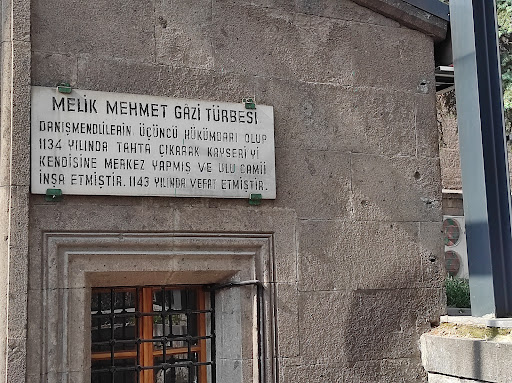 MELİK MEHMET GÂZİ TÜRBESİ
DANIŞMENDLİLERİN ÜÇÜNCÜ HÜKÜMDARI OLUP
1134 YILINDA TAHTA ÇIKARAK KAYSERİ'Yİ
KENDİSİNE MERKEZ YAPMIŞ VE ULU CAMİİ
İNŞA ETMİŞTİR. 1143 YILINDA VEFAT ETMİŞTİR.